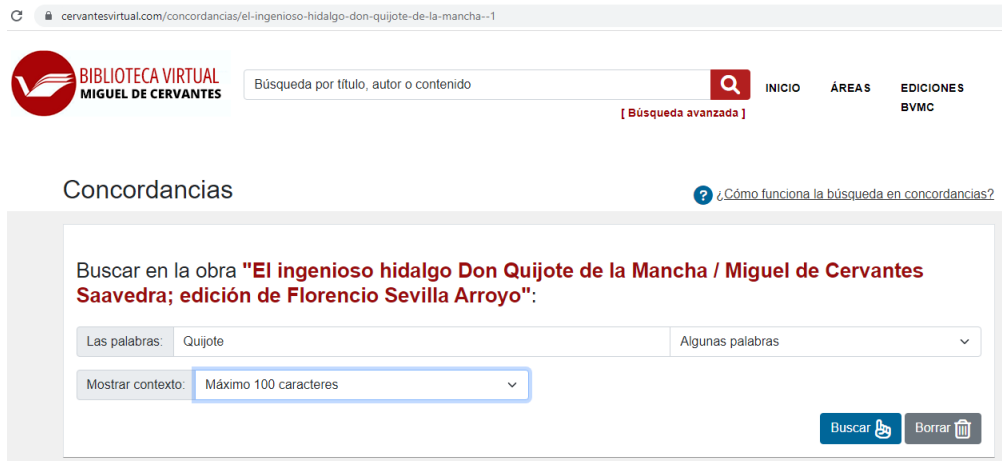 cervantesvirtual.com/concordancias/el-ingenioso-hidalgo-don-quijote-de-la-mancha--1
BIBLIOTECA VIRTUAL
MIGUEL DE CERVANTES
Búsqueda por título, autor o contenido
[ Búsqueda avanzada ]
INICIO
ÁREAS
EDICIONES
BVMC
Concordancias
? ¿Cómo funciona la búsqueda en concordancias?
Buscar en la obra "El ingenioso hidalgo Don Quijote de la Mancha / Miguel de Cervantes
Saavedra; edición de Florencio Sevilla Arroyo":
Las palabras: Quijote Algunas palabras
Mostrar contexto: Máximo 100 caracteres
Buscar Borrar